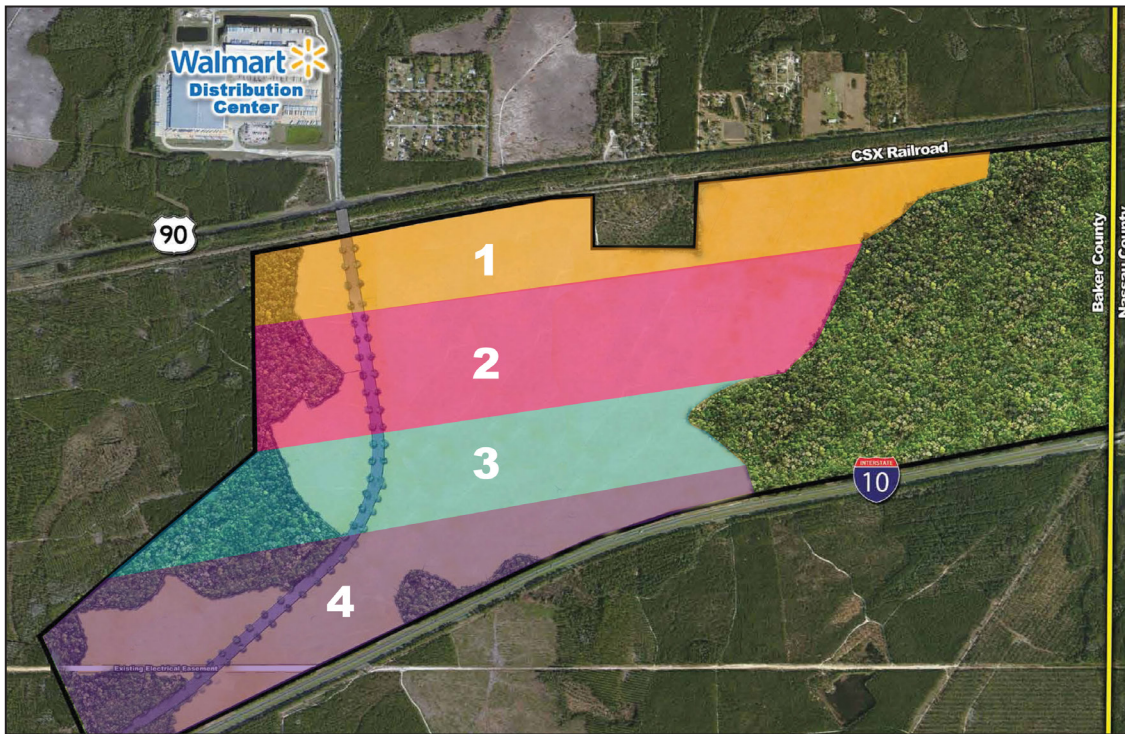 Walmart
Distribution
Center
CSX Railroad
90
1
Baker County
Nassau County
2
3
INTERSTATE
10
4
Existing Electrical Easement